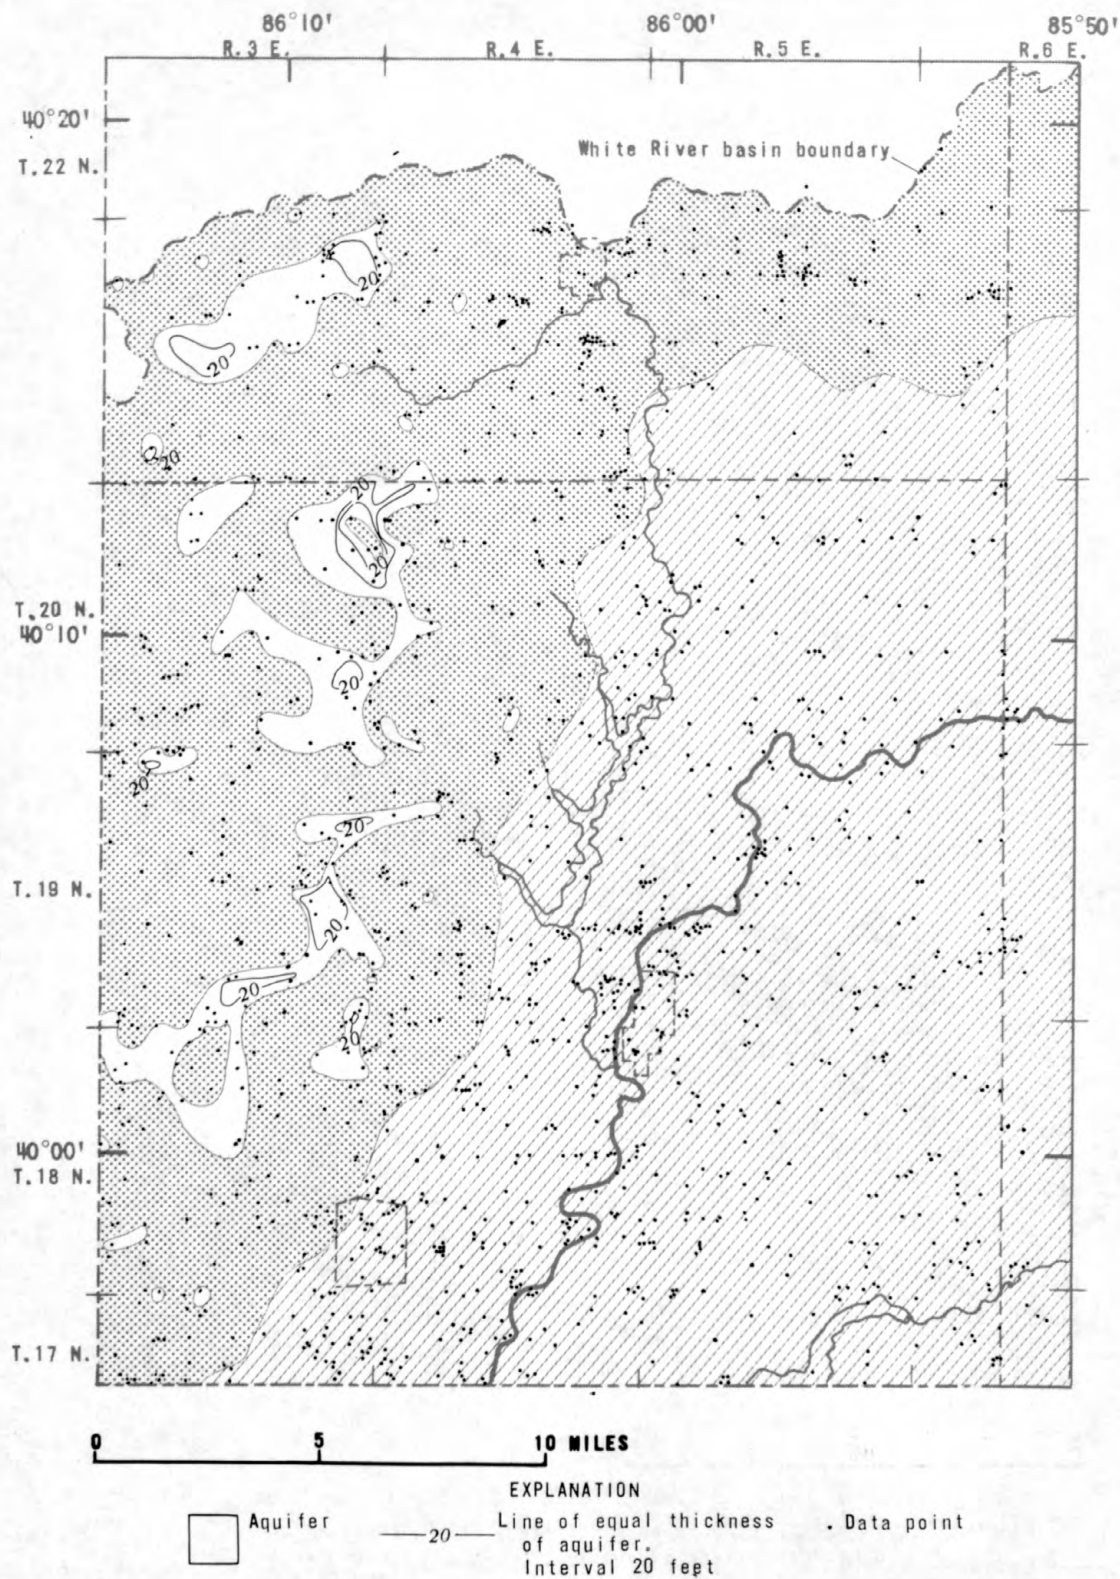 86°10'
86°00'
85°50'
R.3 E.
R.4 E.
R.5 E.
R.6 E.
40°20'
T.22 N.
White River basin boundary
20
20
20
20
20
T.20 N.
40°10'
20
20
20
T.19 N.
20
20
20
40°00'
T.18 N.
T.17 N.
0
5
10 MILES
EXPLANATION
Aquifer
20
Line of equal thickness
of aquifer.
Interval 20 feet
Data point